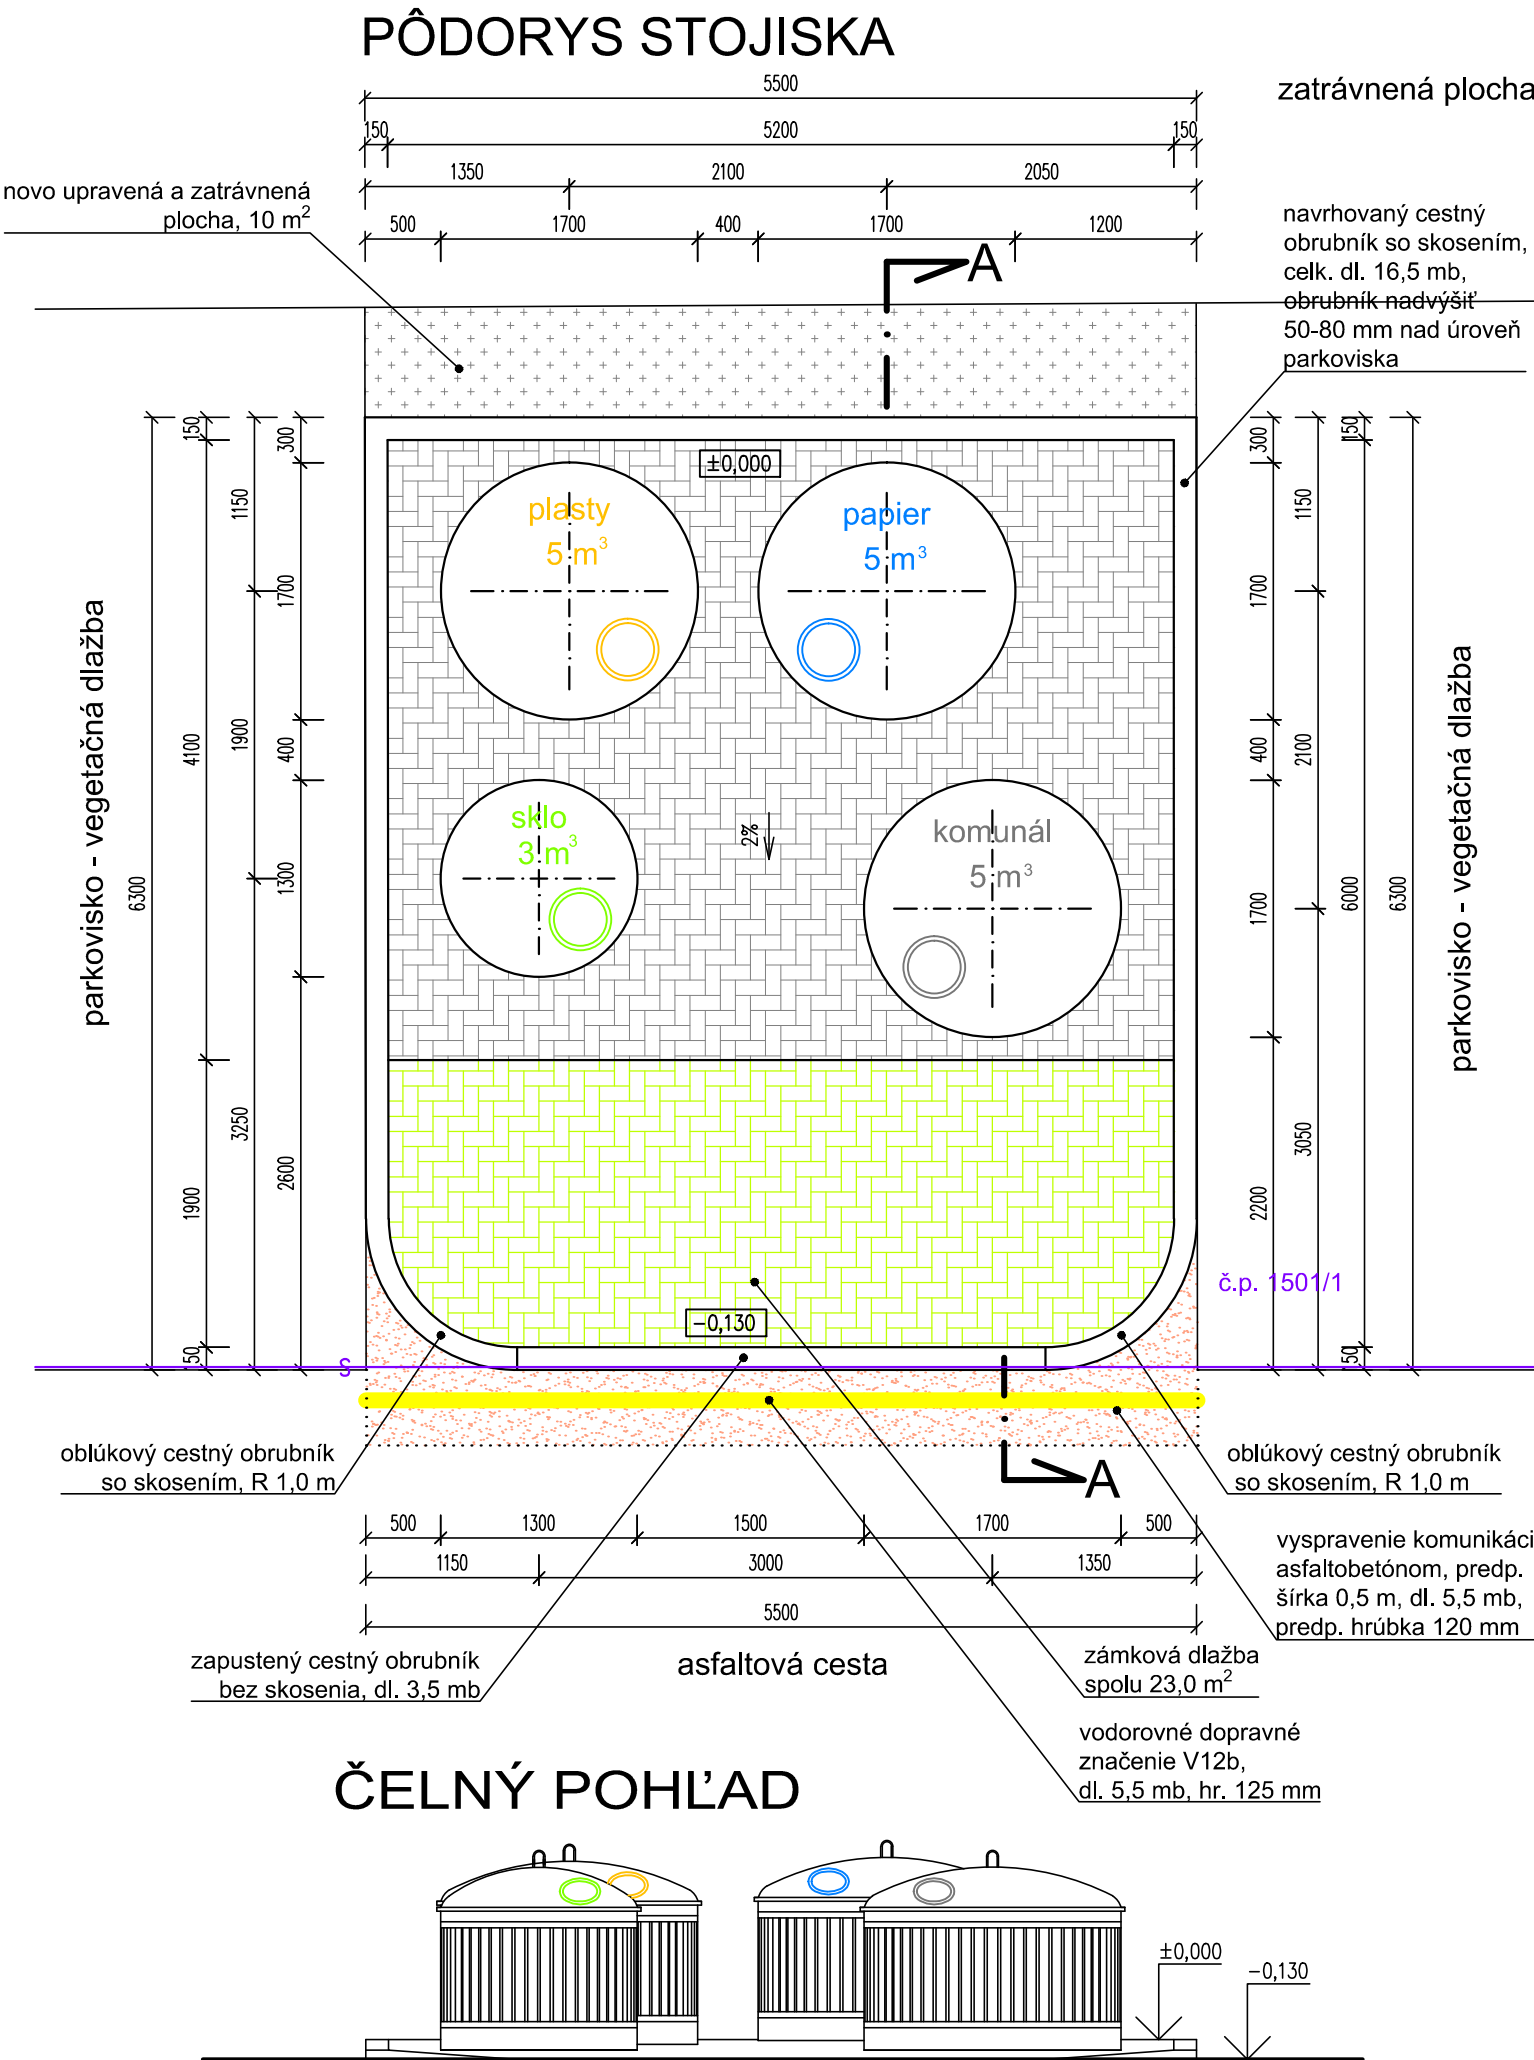 PÔDORYS STOJISKA
5500
zatrávnená plocha
150
5200
150
1350
2100
2050
500
1700
400
1700
1200
novo upravená a zatrávnená
plocha, 10 m²
navrhovaný cestný
obrubník so skosením,
celk. dl. 16,5 mb,
obrubník nadvýšiť
50-80 mm nad úroveň
parkoviska
A
parkovisko - vegetačná dlažba
6300
150
4100
1900
150
1150
1900
3250
300
1700
400
1300
2600
±0,000
plasty
5 m³
papier
5 m³
sklo
3 m³
2%
komunál
5 m³
−0,130
300
1700
400
1700
2200
1150
2100
3050
150
6000
150
6300
parkovisko - vegetačná dlažba
č.p. 1501/1
S
oblúkový cestný obrubník
so skosením, R 1,0 m
A
oblúkový cestný obrubník
so skosením, R 1,0 m
500
1300
1500
1700
500
1150
3000
1350
5500
vyspravenie komunikáci
asfaltobetónom, predp.
šírka 0,5 m, dl. 5,5 mb,
predp. hrúbka 120 mm
zapustený cestný obrubník
bez skosenia, dl. 3,5 mb
asfaltová cesta
zámková dlažba
spolu 23,0 m²
vodorovné dopravné
značenie V12b,
dl. 5,5 mb, hr. 125 mm
ČELNÝ POHĽAD
±0,000
−0,130